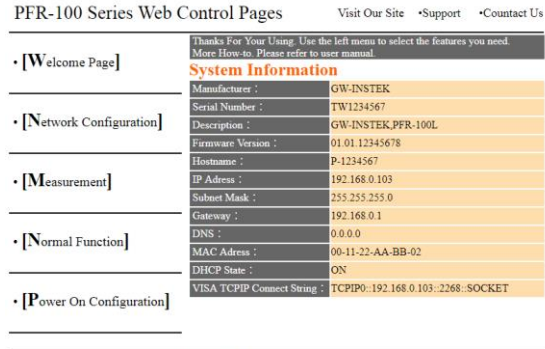 PFR-100 Series Web Control Pages
Visit Our Site •Support •Countact Us
• [Welcome Page]
• [Network Configuration]
• [Measurement]
• [Normal Function]
• [Power On Configuration]
Thanks For Your Using. Use the left menu to select the features you need.
More How-to. Please refer to user manual.
System Information
Manufacturer : GW-INSTEK
Serial Number : TW1234567
Description : GW-INSTEK,PFR-100L
Firmware Version : 01.01.12345678
Hostname : P-1234567
IP Adress : 192.168.0.103
Subnet Mask : 255.255.255.0
Gateway : 192.168.0.1
DNS : 0.0.0.0
MAC Adress : 00-11-22-AA-BB-02
DHCP State : ON
VISA TCPIP Connect String : TCPIP0::192.168.0.103::2268::SOCKET